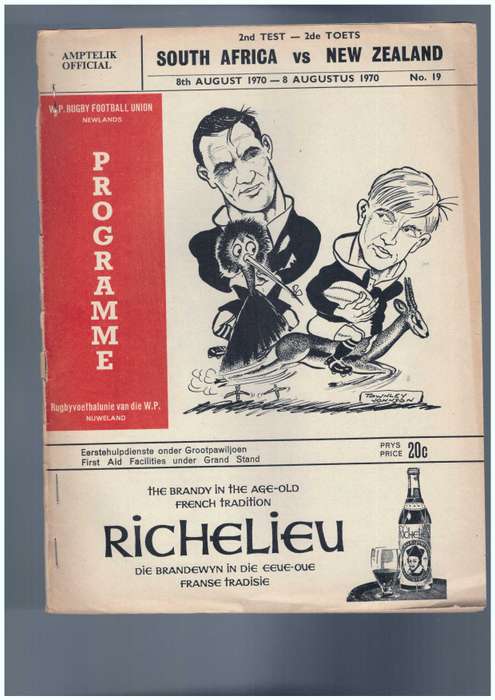 AMPTELIK
OFFICIAL
2nd TEST — 2de TOETS
SOUTH AFRICA vs NEW ZEALAND
8th AUGUST 1970 — 8 AUGUSTUS 1970 No. 19
W.P. RUGBY FOOTBALL UNION
NEWLANDS
PROGRAMME
Rugbyvoetbalunie van die W.P.
NUWELAND
TOWNLEY
JOHNSON
Eerstehulpdienste onder Grootpawiljoen
First Aid Facilities under Grand Stand
PRYS
PRICE 20c
THE BRANDY IN THE AGE-OLD
FRENCH TRADITION
RICHELIEU
DIE BRANDEWYN IN DIE EEUE-OUE
FRANSE TRADISIE
RICHELIEU